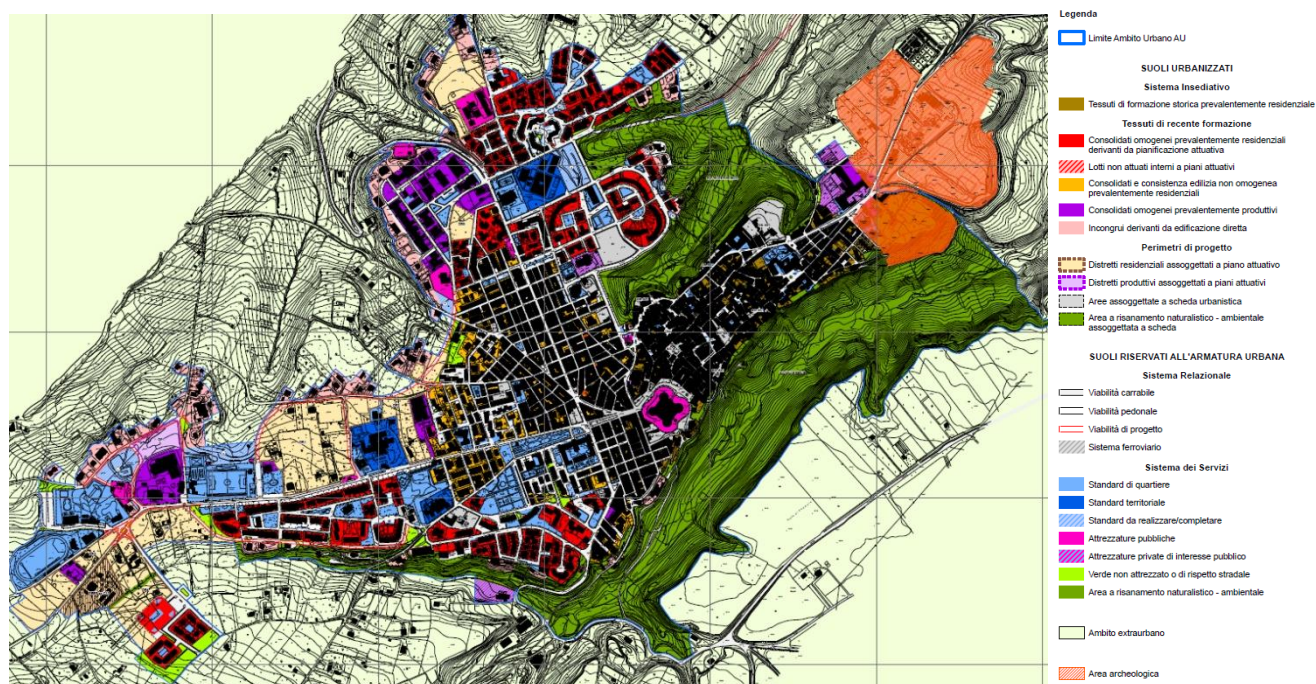 Legenda
Limite Ambito Urbano AU
SUOLI URBANIZZATI
Sistema Insediativo
Tessuti di formazione storica prevalentemente residenziale
Tessuti di recente formazione
Consolidati omogenei prevalentemente residenziali
derivanti da pianificazione attuativa
Lotti non attuati interni a piani attuativi
Consolidati e consistenza edilizia non omogenea
prevalentemente residenziali
Consolidati omogenei prevalentemente produttivi
Incongrui derivanti da edificazione diretta
Perimetri di progetto
Distretti residenziali assoggettati a piano attuativo
Distretti produttivi assoggettati a piani attuativi
Aree assoggettate a scheda urbanistica
Area a risanamento naturalistico - ambientale
assoggettata a scheda
SUOLI RISERVATI ALL'ARMATURA URBANA
Sistema Relazionale
Viabilità carrabile
Viabilità pedonale
Viabilità di progetto
Sistema ferroviario
Sistema dei Servizi
Standard di quartiere
Standard territoriale
Standard da realizzare/completare
Attrezzature pubbliche
Attrezzature private di interesse pubblico
Verde non attrezzato o di rispetto stradale
Area a risanamento naturalistico - ambientale
Ambito extraurbano
Area archeologica